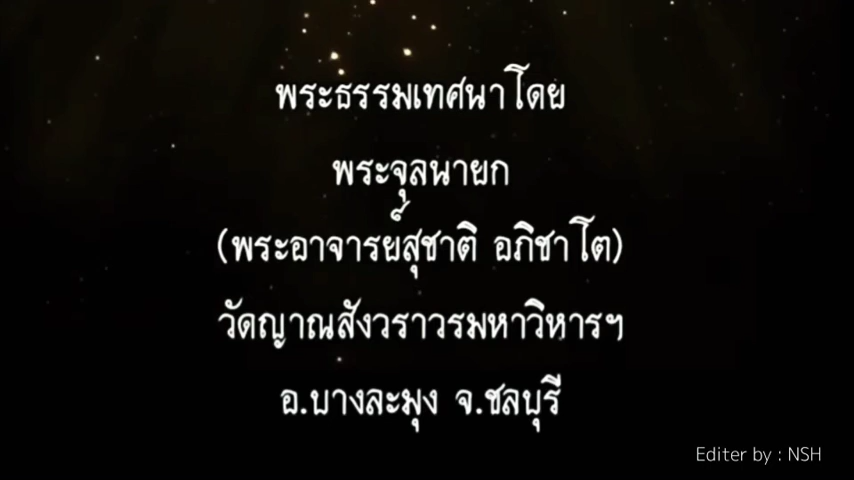 พระธรรมเทศนาโดย
พระจุลนายก
(พระอาจารย์สุชาติ อภิชาโต)
วัดญาณสังวราวรมหาวิหารฯ
อ.บางละมุง จ.ชลบุรี
Editer by : NSH